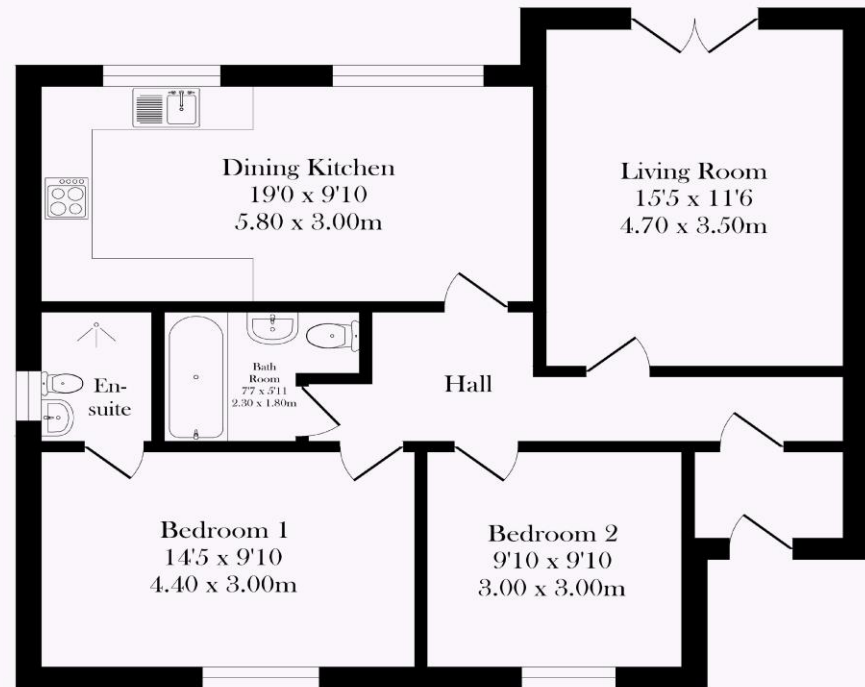 Dining Kitchen
19'0 x 9'10
5.80 x 3.00m
Living Room
15'5 x 11'6
4.70 x 3.50m
En-
suite
Bath
Room
7'7 x 5'11
2.30 x 1.80m
Hall
Bedroom 1
14'5 x 9'10
4.40 x 3.00m
Bedroom 2
9'10 x 9'10
3.00 x 3.00m